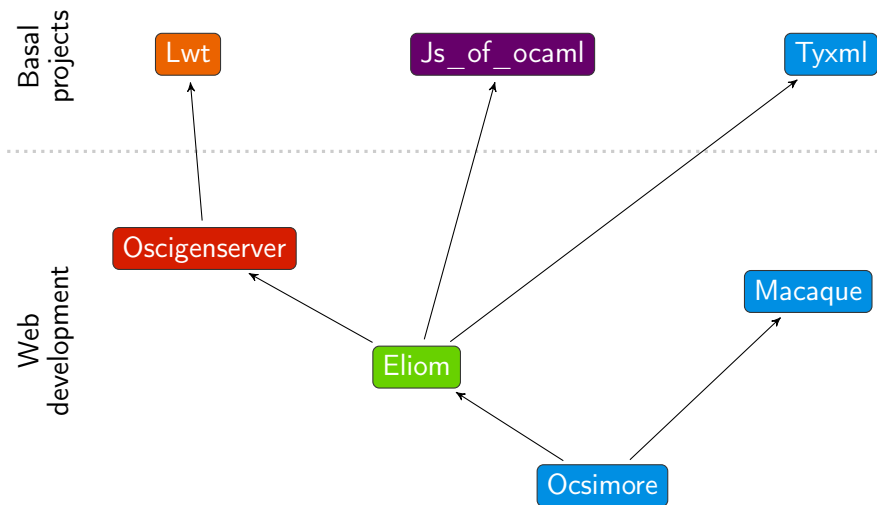 Basal
projects
Lwt
Js_of_ocaml
Tyxml
Web
development
Oscigenserver
Macaque
Eliom
Ocsimore